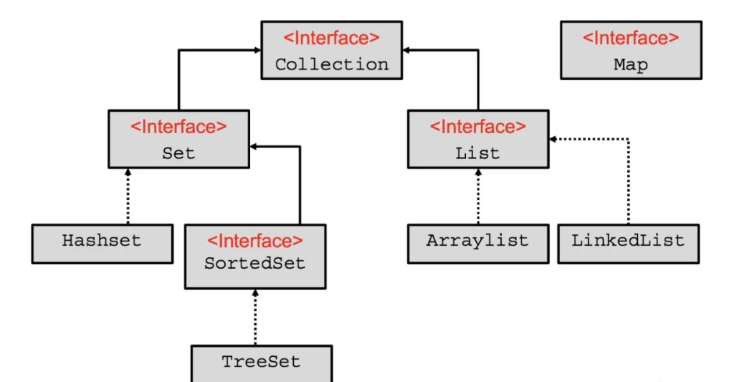 <Interface>
Collection
<Interface>
Map
<Interface>
Set
<Interface>
List
Hashset
<Interface>
SortedSet
Arraylist
LinkedList
TreeSet